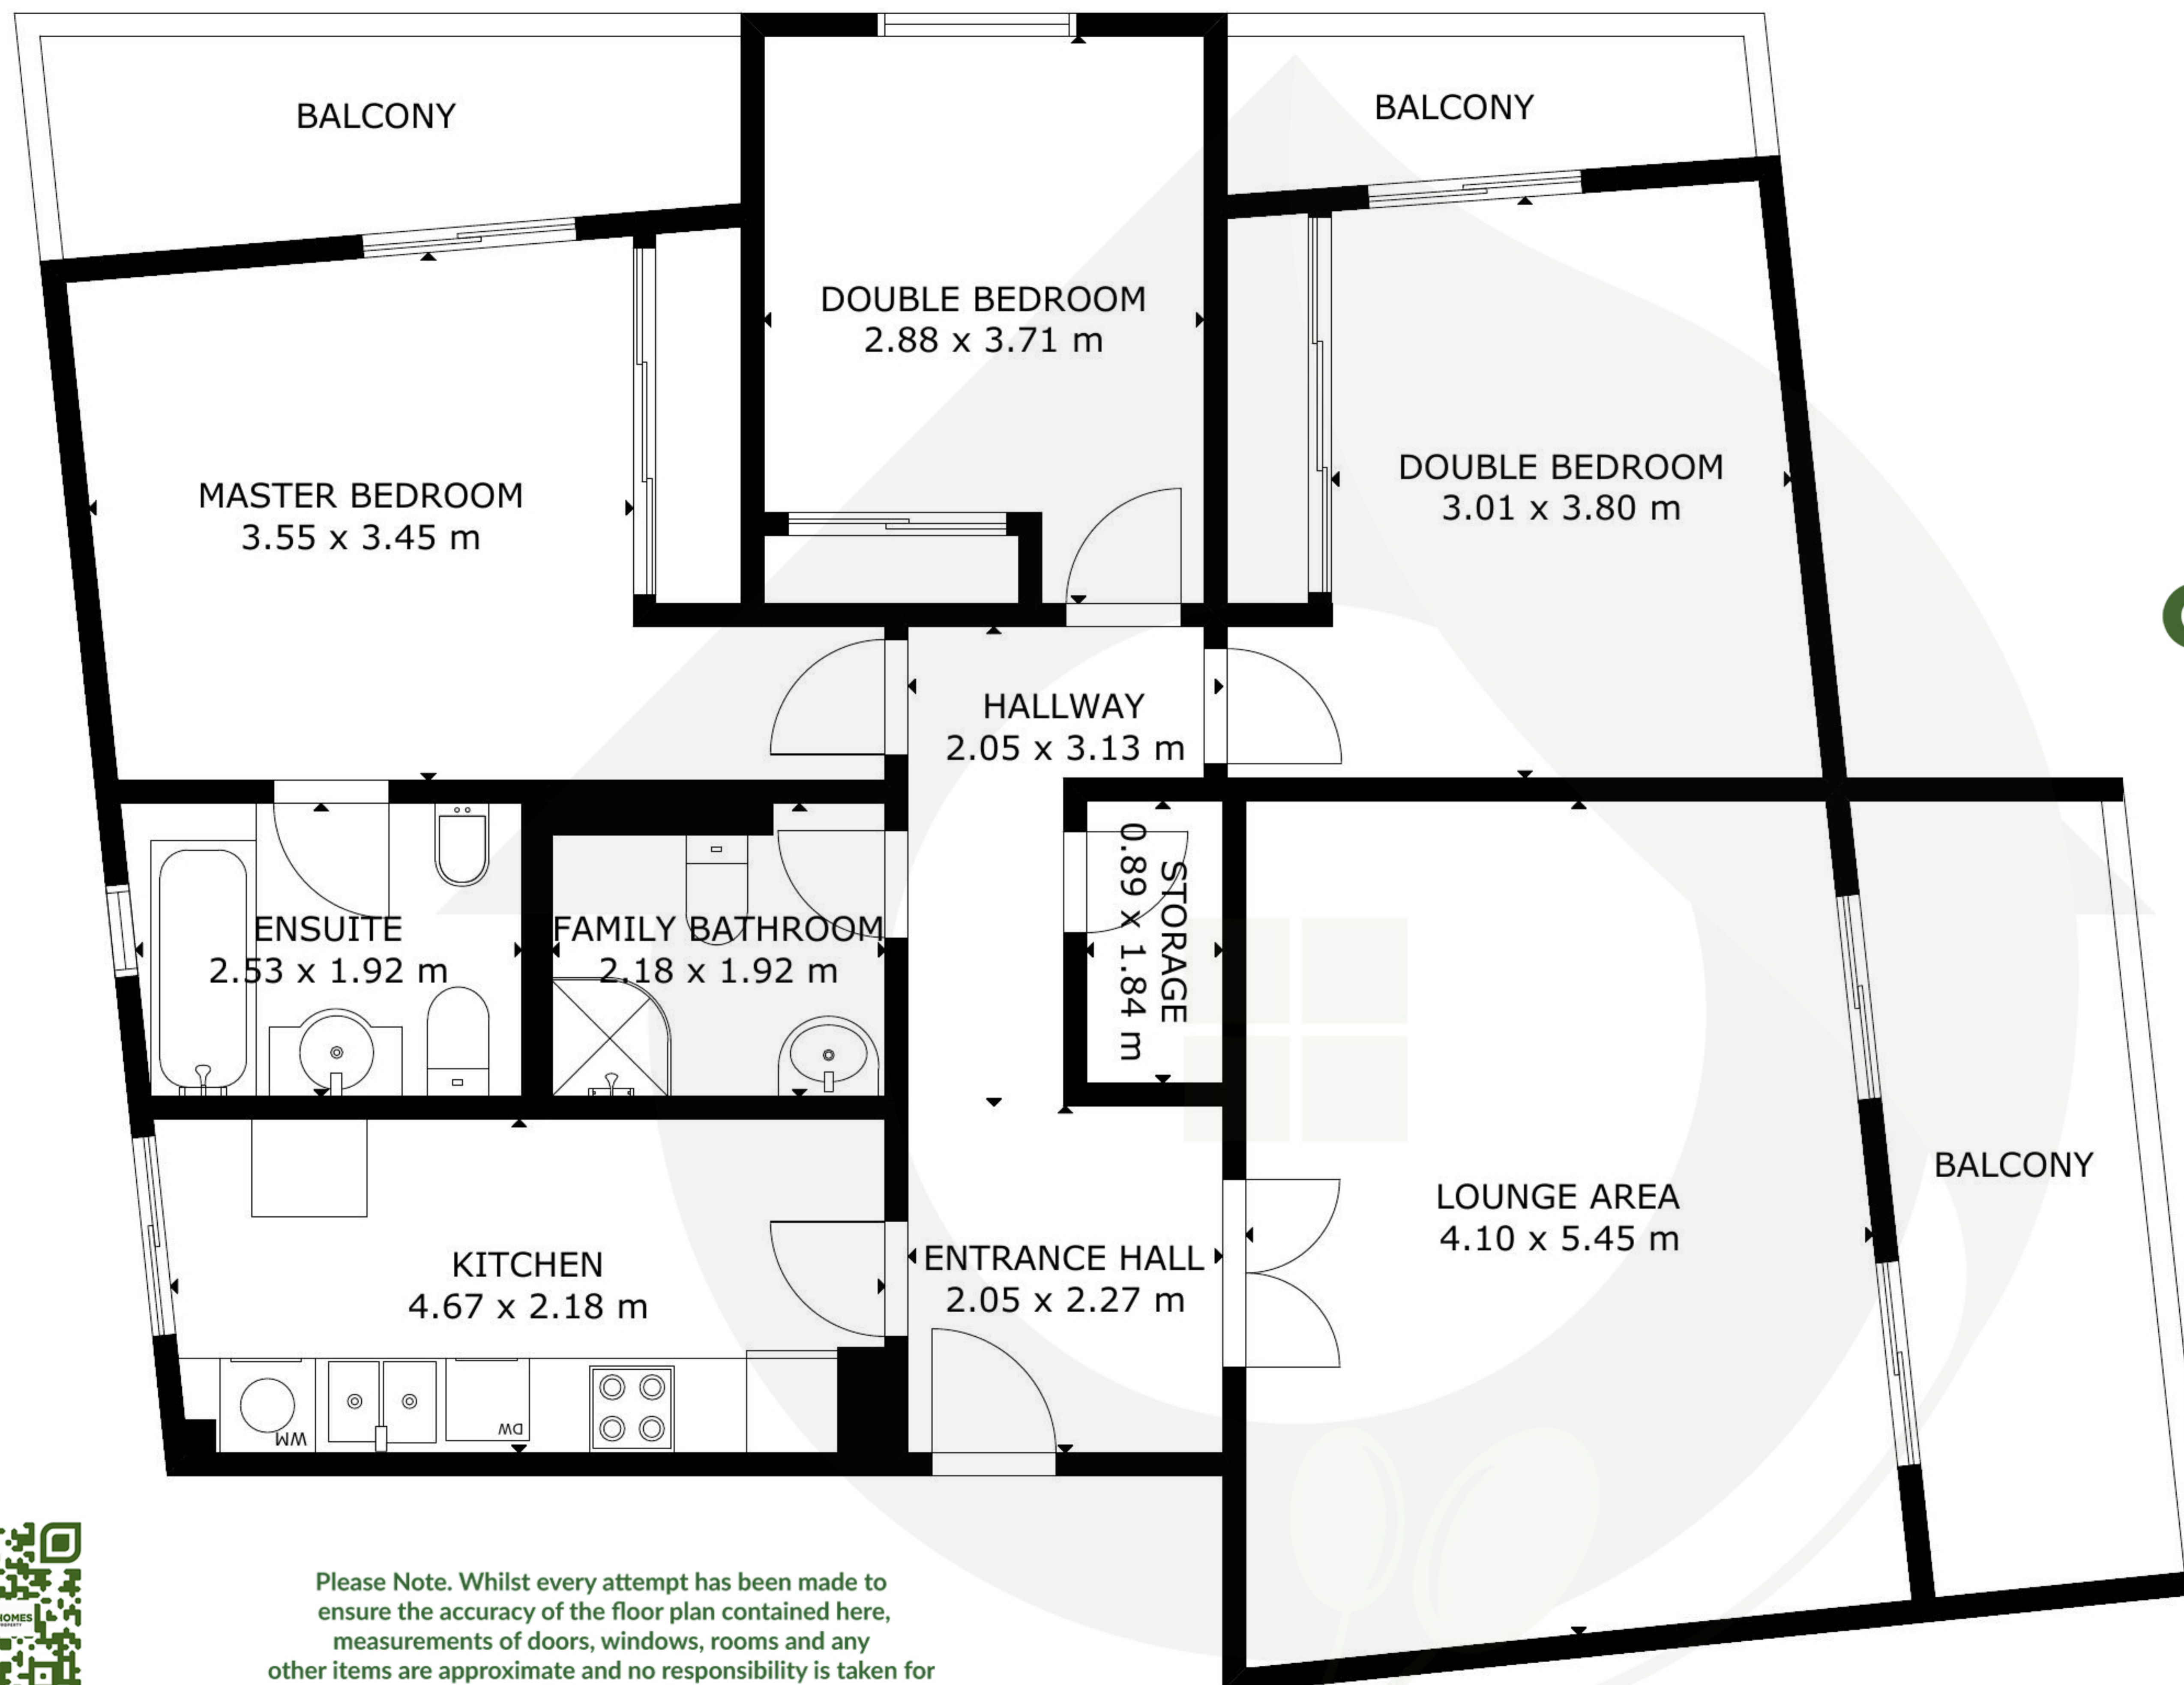 BALCONY
BALCONY
DOUBLE BEDROOM
2.88 x 3.71 m
DOUBLE BEDROOM
3.01 x 3.80 m
MASTER BEDROOM
3.55 x 3.45 m
HALLWAY
2.05 x 3.13 m
STORAGE
0.89 x 1.84 m
ENSUITE
2.53 x 1.92 m
FAMILY BATHROOM
2.18 x 1.92 m
BALCONY
LOUNGE AREA
4.10 x 5.45 m
KITCHEN
4.67 x 2.18 m
ENTRANCE HALL
2.05 x 2.27 m
WM
DW
HOMES
PROPERTY
Please Note. Whilst every attempt has been made to
ensure the accuracy of the floor plan contained here,
measurements of doors, windows, rooms and any
other items are approximate and no responsibility is taken for